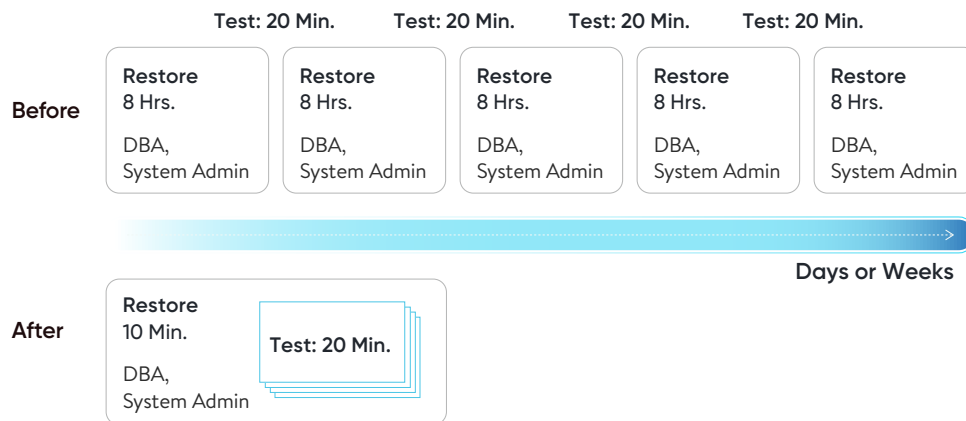 Test: 20 Min. Test: 20 Min. Test: 20 Min. Test: 20 Min.
Before
Restore
8 Hrs.
DBA,
System Admin
Restore
8 Hrs.
DBA,
System Admin
Restore
8 Hrs.
DBA,
System Admin
Restore
8 Hrs.
DBA,
System Admin
Restore
8 Hrs.
DBA,
System Admin
Days or Weeks
After
Restore
10 Min.
DBA,
System Admin
Test: 20 Min.